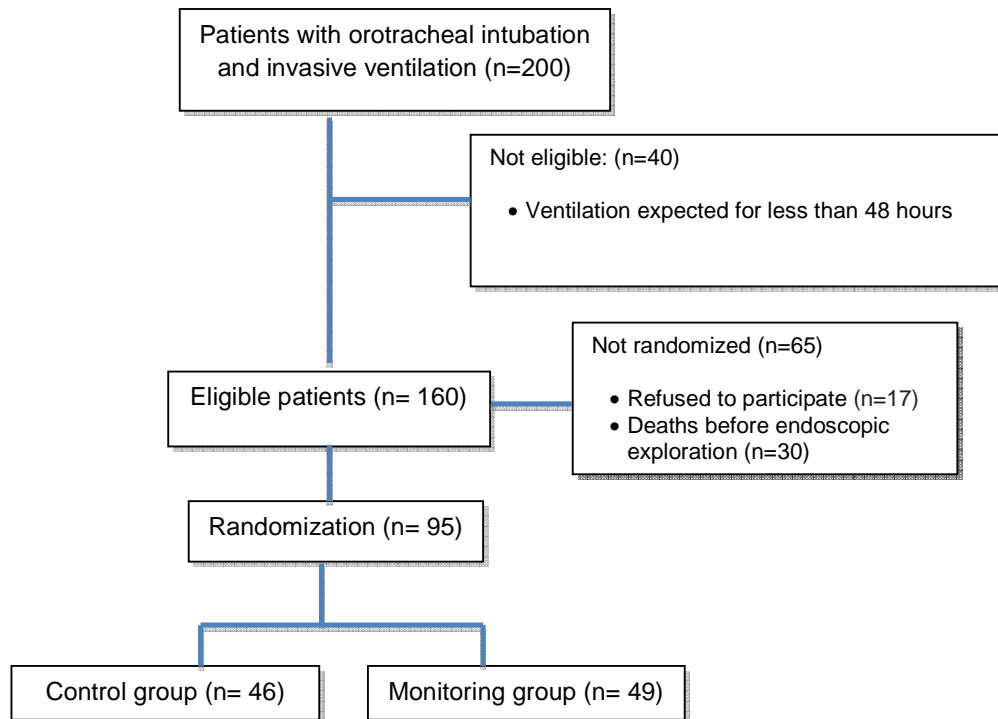 Patients with orotracheal intubation
and invasive ventilation (n=200)
Not eligible: (n=40)
• Ventilation expected for less than 48 hours
Not randomized (n=65)
• Refused to participate (n=17)
• Deaths before endoscopic
exploration (n=30)
Eligible patients (n= 160)
Randomization (n= 95)
Control group (n= 46)
Monitoring group (n= 49)